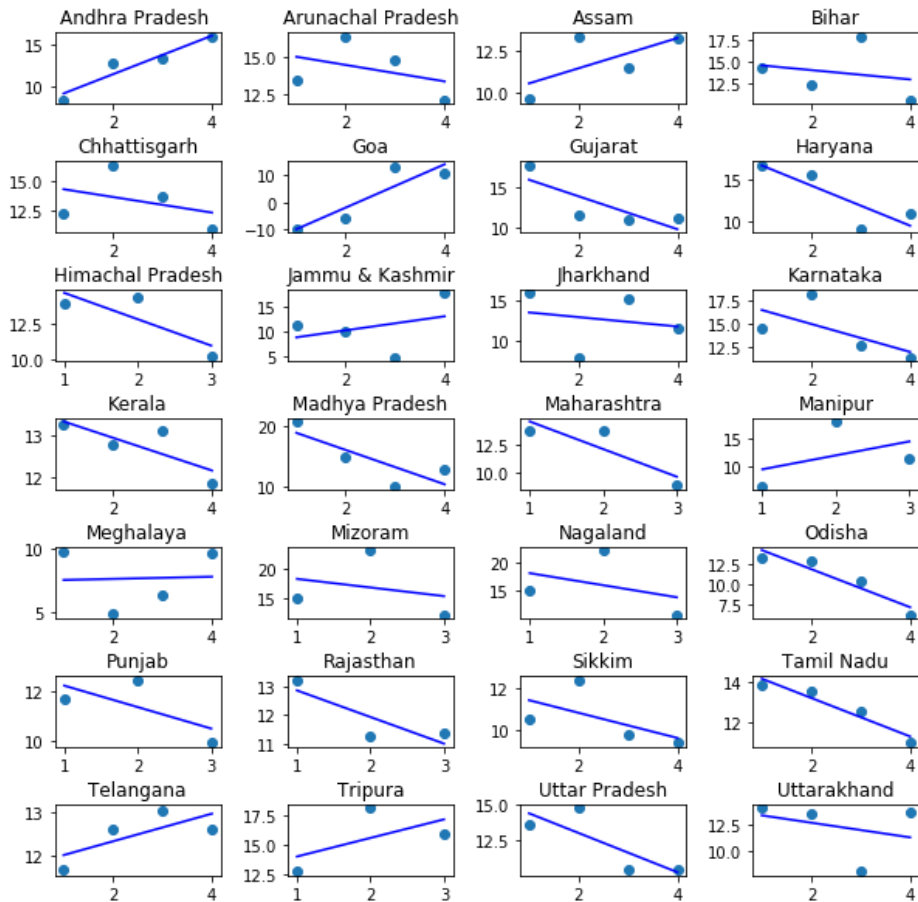 Andhra Pradesh Arunachal Pradesh Assam Bihar
15 10 2 4
15.0 12.5 2 4
12.5 10.0 2 4
17.5 15.0 12.5 2 4
Chhattisgarh Goa Gujarat Haryana
15.0 12.5 2 4
10 0 −10 2 4
15 10 2 4
15 10 2 4
Himachal Pradesh Jammu & Kashmir Jharkhand Karnataka
12.5 10.0 1 2 3
15 10 5 2 4
15 10 2 4
17.5 15.0 12.5 2 4
Kerala Madhya Pradesh Maharashtra Manipur
13 12 2 4
20 10 2 4
12.5 10.0 1 2 3
15 10 1 2 3
Meghalaya Mizoram Nagaland Odisha
10 5 2 4
20 15 1 2 3
20 15 1 2 3
12.5 10.0 7.5 2 4
Punjab Rajasthan Sikkim Tamil Nadu
12 10 1 2 3
13 12 11 1 2 3
12 10 2 4
14 12 2 4
Telangana Tripura Uttar Pradesh Uttarakhand
13 12 2 4
17.5 15.0 12.5 1 2 3
15.0 12.5 2 4
12.5 10.0 2 4